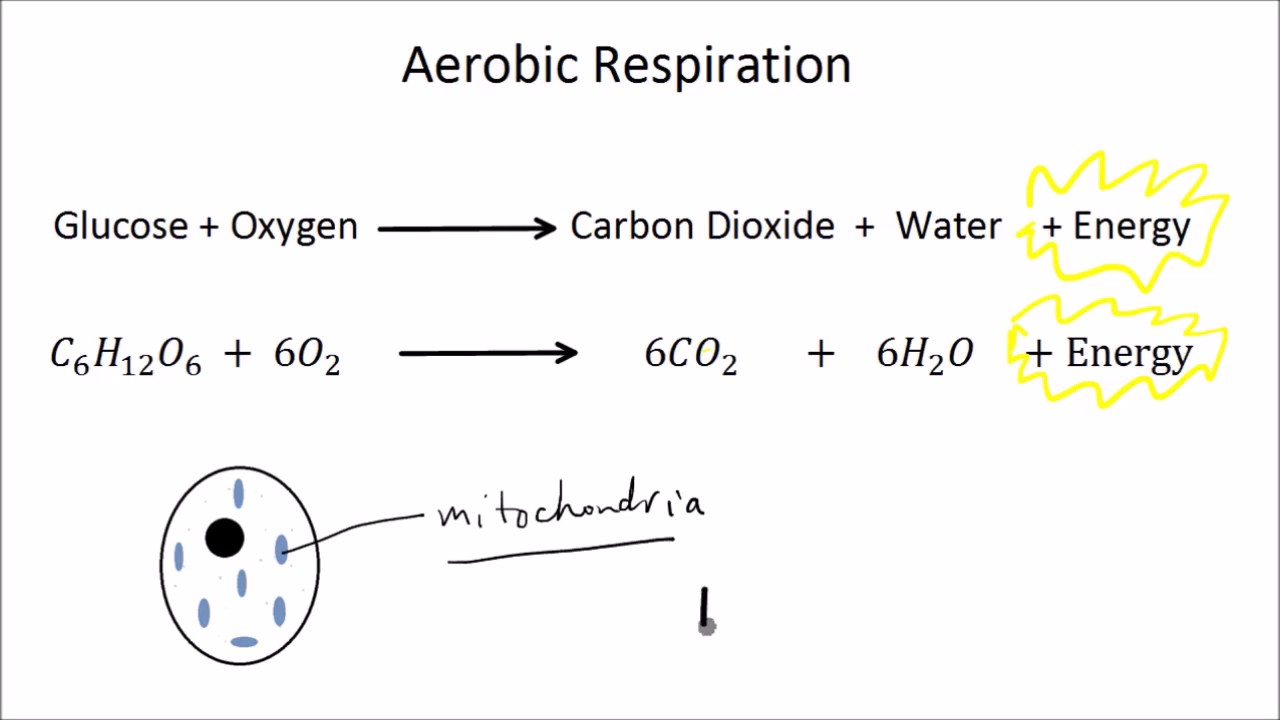 Aerobic Respiration
Glucose + Oxygen ⟶ Carbon Dioxide + Water + Energy
C₆H₁₂O₆ + 6O₂ ⟶ 6CO₂ + 6H₂O + Energy
mitochondria